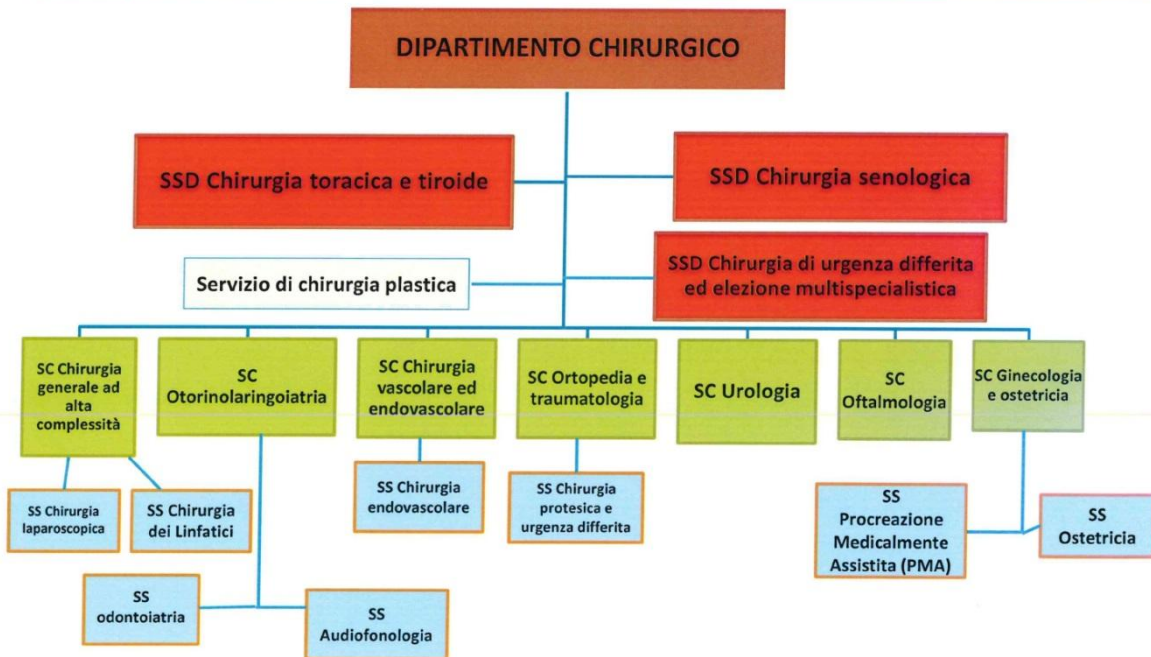 DIPARTIMENTO CHIRURGICO
SSD Chirurgia toracica e tiroide
SSD Chirurgia senologica
Servizio di chirurgia plastica
SSD Chirurgia di urgenza differita
ed elezione multispecialistica
SC Chirurgia
generale ad
alta
complessità
SC
Otorinolaringoiatria
SC Chirurgia
vascolare ed
endovascolare
SC Ortopedia e
traumatologia
SC Urologia
SC
Oftalmologia
SC Ginecologia
e ostetricia
SS Chirurgia
laparoscopica
SS Chirurgia
dei Linfatici
SS Chirurgia
endovascolare
SS Chirurgia
protesica e
urgenza differita
SS
Procreazione
Medicalmente
Assistita (PMA)
SS
Ostetricia
SS
odontoiatria
SS
Audiofonologia